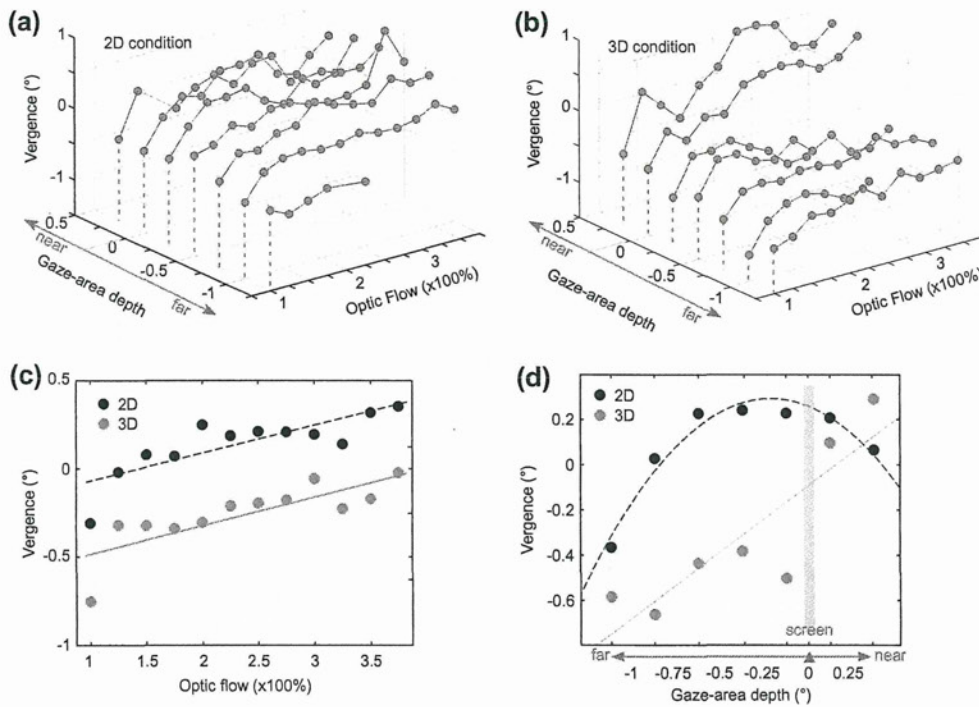 (a)
2D condition
Vergence (°)
1
0
-1
0.5
0
-0.5
-1
near
far
Gaze-area depth
1
2
3
Optic Flow (x100%)
(b)
3D condition
Vergence (°)
1
0
-1
0.5
0
-0.5
-1
near
far
Gaze-area depth
1
2
3
Optic Flow (x100%)
(c)
2D
3D
Vergence (°)
0.5
0
-0.5
-1
1
1.5
2
2.5
3
3.5
Optic flow (x100%)
(d)
2D
3D
Vergence (°)
0.2
0
-0.2
-0.4
-0.6
screen
far
near
-1
-0.75
-0.5
-0.25
0
0.25
Gaze-area depth (°)